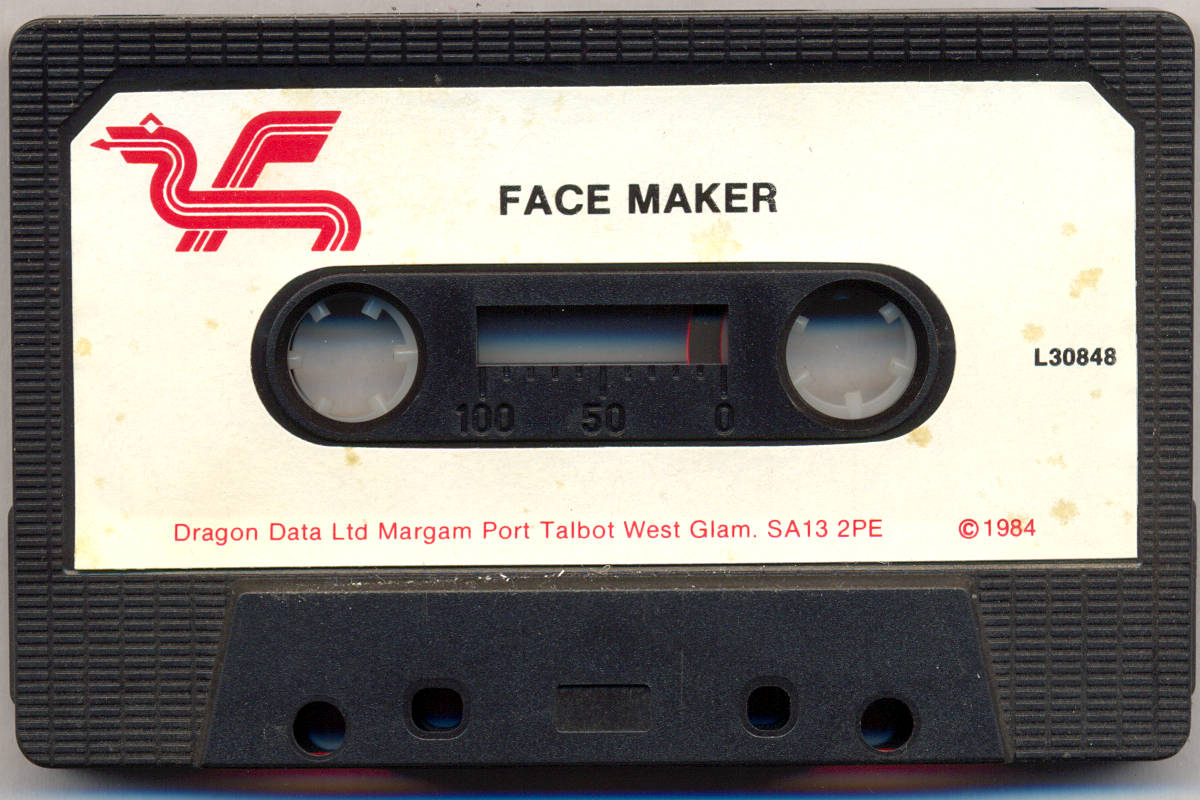 FACE MAKER
L30848
100 50 0
Dragon Data Ltd Margam Port Talbot West Glam. SA13 2PE ©1984